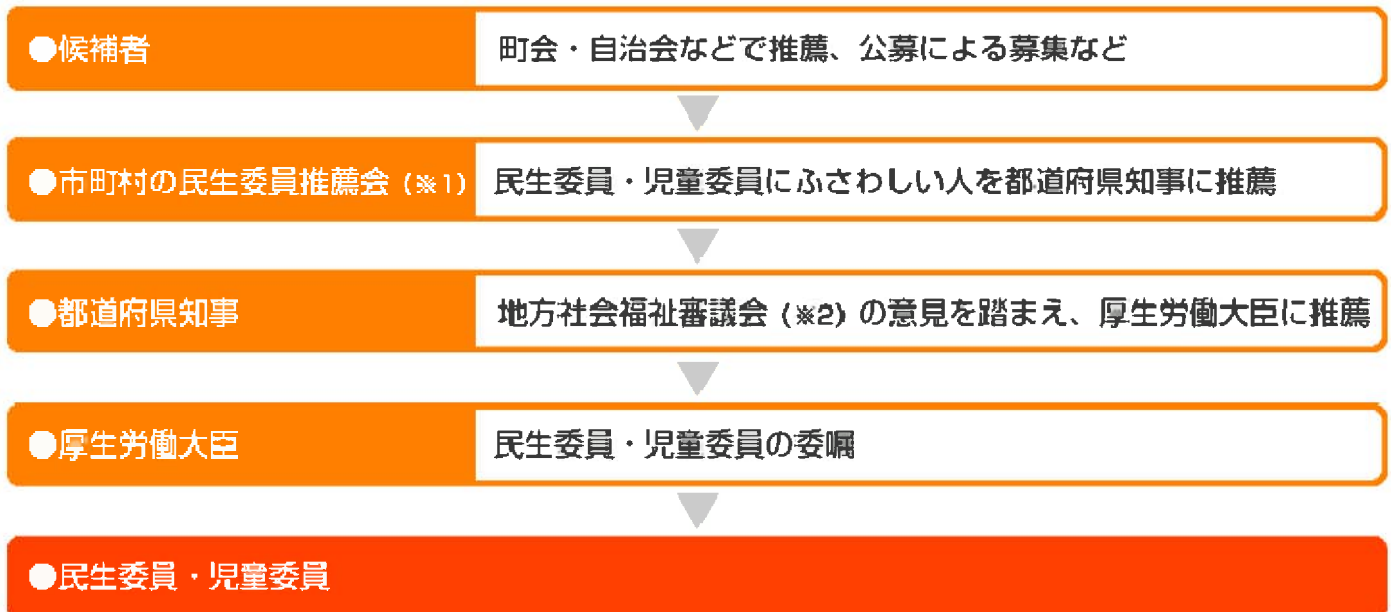 ●候補者 町会・自治会などで推薦、公募による募集など
●市町村の民生委員推薦会（※1） 民生委員・児童委員にふさわしい人を都道府県知事に推薦
●都道府県知事 地方社会福祉審議会（※2）の意見を踏まえ、厚生労働大臣に推薦
●厚生労働大臣 民生委員・児童委員の委嘱
●民生委員・児童委員